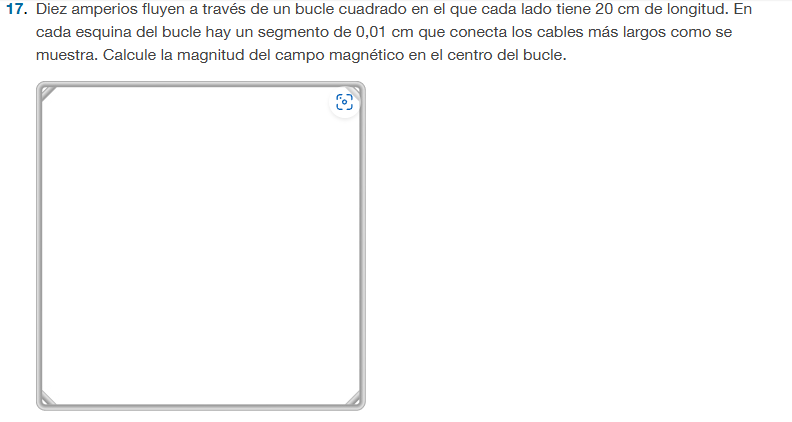 17. Diez amperios fluyen a través de un bucle cuadrado en el que cada lado tiene 20 cm de longitud. En
cada esquina del bucle hay un segmento de 0,01 cm que conecta los cables más largos como se
muestra. Calcule la magnitud del campo magnético en el centro del bucle.